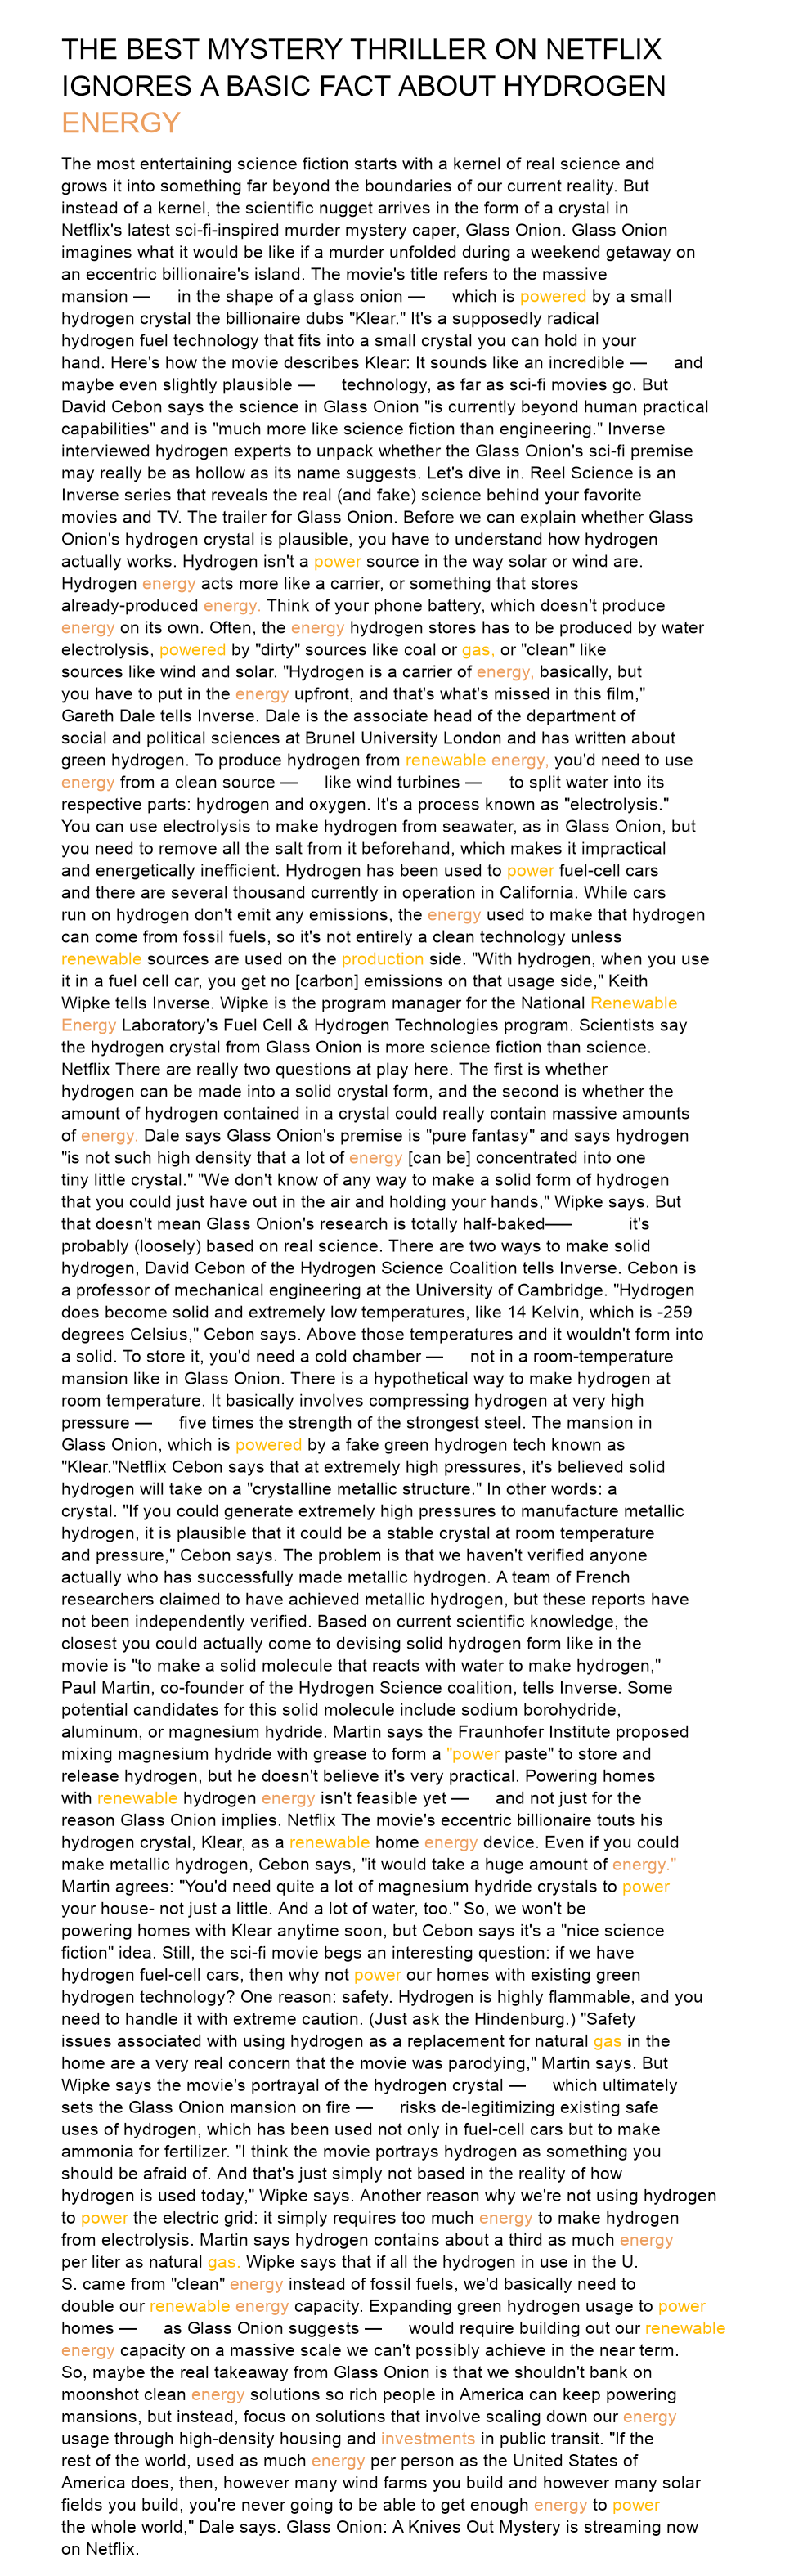 THE BEST MYSTERY THRILLER ON NETFLIX
IGNORES A BASIC FACT ABOUT HYDROGEN
ENERGY
The most entertaining science fiction starts with a kernel of real science and
grows it into something far beyond the boundaries of our current reality. But
instead of a kernel, the scientific nugget arrives in the form of a crystal in
Netflix's latest sci-fi-inspired murder mystery caper, Glass Onion. Glass Onion
imagines what it would be like if a murder unfolded during a weekend getaway on
an eccentric billionaire's island. The movie's title refers to the massive
mansion — in the shape of a glass onion — which is powered by a small
hydrogen crystal the billionaire dubs "Klear." It's a supposedly radical
hydrogen fuel technology that fits into a small crystal you can hold in your
hand. Here's how the movie describes Klear: It sounds like an incredible — and
maybe even slightly plausible — technology, as far as sci-fi movies go. But
David Cebon says the science in Glass Onion "is currently beyond human practical
capabilities" and is "much more like science fiction than engineering." Inverse
interviewed hydrogen experts to unpack whether the Glass Onion's sci-fi premise
may really be as hollow as its name suggests. Let's dive in. Reel Science is an
Inverse series that reveals the real (and fake) science behind your favorite
movies and TV. The trailer for Glass Onion. Before we can explain whether Glass
Onion's hydrogen crystal is plausible, you have to understand how hydrogen
actually works. Hydrogen isn't a power source in the way solar or wind are.
Hydrogen energy acts more like a carrier, or something that stores
already-produced energy. Think of your phone battery, which doesn't produce
energy on its own. Often, the energy hydrogen stores has to be produced by water
electrolysis, powered by "dirty" sources like coal or gas, or "clean" like
sources like wind and solar. "Hydrogen is a carrier of energy, basically, but
you have to put in the energy upfront, and that's what's missed in this film,"
Gareth Dale tells Inverse. Dale is the associate head of the department of
social and political sciences at Brunel University London and has written about
green hydrogen. To produce hydrogen from renewable energy, you'd need to use
energy from a clean source — like wind turbines — to split water into its
respective parts: hydrogen and oxygen. It's a process known as "electrolysis."
You can use electrolysis to make hydrogen from seawater, as in Glass Onion, but
you need to remove all the salt from it beforehand, which makes it impractical
and energetically inefficient. Hydrogen has been used to power fuel-cell cars
and there are several thousand currently in operation in California. While cars
run on hydrogen don't emit any emissions, the energy used to make that hydrogen
can come from fossil fuels, so it's not entirely a clean technology unless
renewable sources are used on the production side. "With hydrogen, when you use
it in a fuel cell car, you get no [carbon] emissions on that usage side," Keith
Wipke tells Inverse. Wipke is the program manager for the National Renewable
Energy Laboratory's Fuel Cell & Hydrogen Technologies program. Scientists say
the hydrogen crystal from Glass Onion is more science fiction than science.
Netflix There are really two questions at play here. The first is whether
hydrogen can be made into a solid crystal form, and the second is whether the
amount of hydrogen contained in a crystal could really contain massive amounts
of energy. Dale says Glass Onion's premise is "pure fantasy" and says hydrogen
"is not such high density that a lot of energy [can be] concentrated into one
tiny little crystal." "We don't know of any way to make a solid form of hydrogen
that you could just have out in the air and holding your hands," Wipke says. But
that doesn't mean Glass Onion's research is totally half-baked—– it's
probably (loosely) based on real science. There are two ways to make solid
hydrogen, David Cebon of the Hydrogen Science Coalition tells Inverse. Cebon is
a professor of mechanical engineering at the University of Cambridge. "Hydrogen
does become solid and extremely low temperatures, like 14 Kelvin, which is -259
degrees Celsius," Cebon says. Above those temperatures and it wouldn't form into
a solid. To store it, you'd need a cold chamber — not in a room-temperature
mansion like in Glass Onion. There is a hypothetical way to make hydrogen at
room temperature. It basically involves compressing hydrogen at very high
pressure — five times the strength of the strongest steel. The mansion in
Glass Onion, which is powered by a fake green hydrogen tech known as
"Klear."Netflix Cebon says that at extremely high pressures, it's believed solid
hydrogen will take on a "crystalline metallic structure." In other words: a
crystal. "If you could generate extremely high pressures to manufacture metallic
hydrogen, it is plausible that it could be a stable crystal at room temperature
and pressure," Cebon says. The problem is that we haven't verified anyone
actually who has successfully made metallic hydrogen. A team of French
researchers claimed to have achieved metallic hydrogen, but these reports have
not been independently verified. Based on current scientific knowledge, the
closest you could actually come to devising solid hydrogen form like in the
movie is "to make a solid molecule that reacts with water to make hydrogen,"
Paul Martin, co-founder of the Hydrogen Science coalition, tells Inverse. Some
potential candidates for this solid molecule include sodium borohydride,
aluminum, or magnesium hydride. Martin says the Fraunhofer Institute proposed
mixing magnesium hydride with grease to form a "power paste" to store and
release hydrogen, but he doesn't believe it's very practical. Powering homes
with renewable hydrogen energy isn't feasible yet — and not just for the
reason Glass Onion implies. Netflix The movie's eccentric billionaire touts his
hydrogen crystal, Klear, as a renewable home energy device. Even if you could
make metallic hydrogen, Cebon says, "it would take a huge amount of energy."
Martin agrees: "You'd need quite a lot of magnesium hydride crystals to power
your house- not just a little. And a lot of water, too." So, we won't be
powering homes with Klear anytime soon, but Cebon says it's a "nice science
fiction" idea. Still, the sci-fi movie begs an interesting question: if we have
hydrogen fuel-cell cars, then why not power our homes with existing green
hydrogen technology? One reason: safety. Hydrogen is highly flammable, and you
need to handle it with extreme caution. (Just ask the Hindenburg.) "Safety
issues associated with using hydrogen as a replacement for natural gas in the
home are a very real concern that the movie was parodying," Martin says. But
Wipke says the movie's portrayal of the hydrogen crystal — which ultimately
sets the Glass Onion mansion on fire — risks de-legitimizing existing safe
uses of hydrogen, which has been used not only in fuel-cell cars but to make
ammonia for fertilizer. "I think the movie portrays hydrogen as something you
should be afraid of. And that's just simply not based in the reality of how
hydrogen is used today," Wipke says. Another reason why we're not using hydrogen
to power the electric grid: it simply requires too much energy to make hydrogen
from electrolysis. Martin says hydrogen contains about a third as much energy
per liter as natural gas. Wipke says that if all the hydrogen in use in the U.
S. came from "clean" energy instead of fossil fuels, we'd basically need to
double our renewable energy capacity. Expanding green hydrogen usage to power
homes — as Glass Onion suggests — would require building out our renewable
energy capacity on a massive scale we can't possibly achieve in the near term.
So, maybe the real takeaway from Glass Onion is that we shouldn't bank on
moonshot clean energy solutions so rich people in America can keep powering
mansions, but instead, focus on solutions that involve scaling down our energy
usage through high-density housing and investments in public transit. "If the
rest of the world, used as much energy per person as the United States of
America does, then, however many wind farms you build and however many solar
fields you build, you're never going to be able to get enough energy to power
the whole world," Dale says. Glass Onion: A Knives Out Mystery is streaming now
on Netflix.